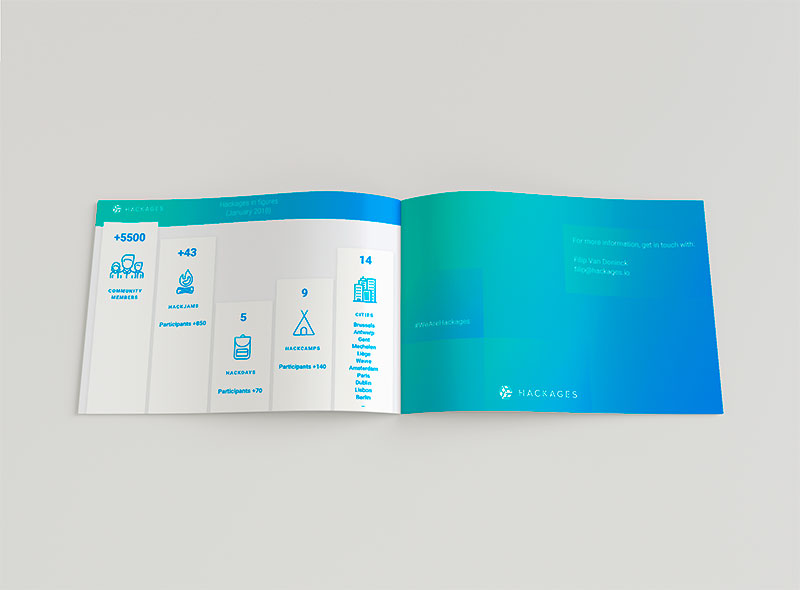 HACKAGES
Hackages in figures
(January 2018)
+5500
COMMUNITY
MEMBERS
+43
HACKJAMS
Participants +850
5
HACKDAYS
Participants +70
9
HACKCAMPS
Participants +140
14
CITIES
Brussels
Antwerp
Gent
Mechelen
Liège
Wavre
Amsterdam
Paris
Dublin
Lisbon
Berlin
...
#WeAreHackages
For more information, get in touch with:
Filip Van
filip@hackages.io
HACKAGES